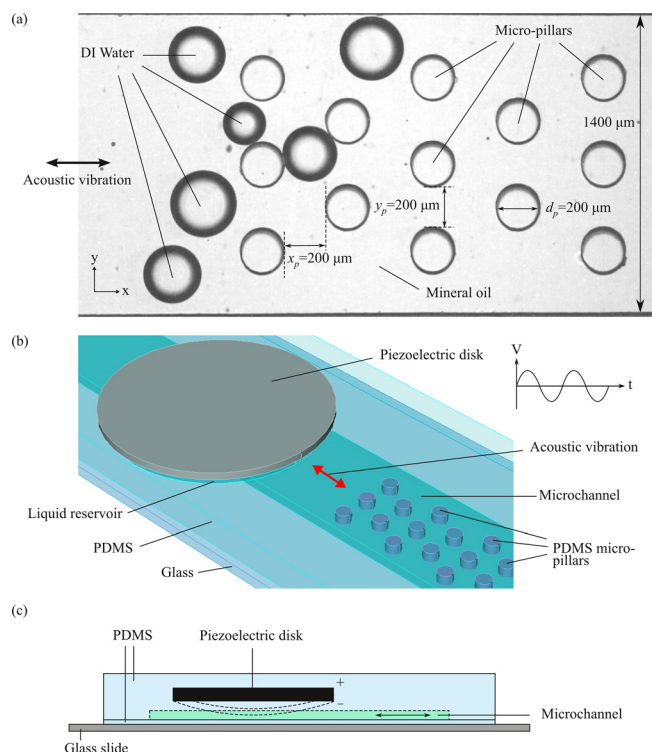 (a)
DI Water
Micro-pillars
1400 μm
Acoustic vibration
y_p=200 μm
d_p=200 μm
x_p=200 μm
y
x
Mineral oil
(b)
Piezoelectric disk
V
t
Acoustic vibration
Microchannel
Liquid reservoir
PDMS
PDMS micro-
pillars
Glass
(c)
PDMS
Piezoelectric disk
+
−
Microchannel
Glass slide